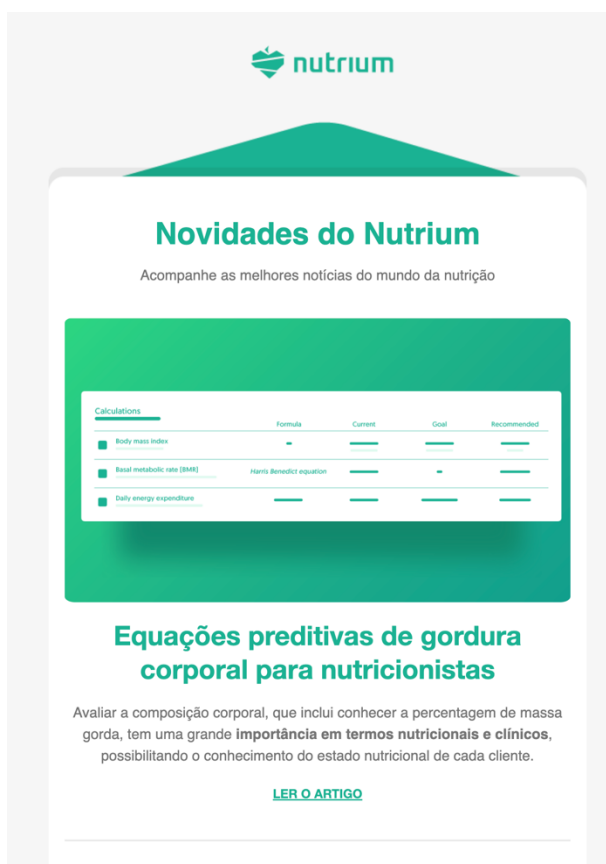 nutrium
Novidades do Nutrium
Acompanhe as melhores notícias do mundo da nutrição
Calculations
Formula Current Goal Recommended
Body mass index
Basal metabolic rate [BMR] Harris Benedict equation
Daily energy expenditure
Equações preditivas de gordura
corporal para nutricionistas
Avaliar a composição corporal, que inclui conhecer a percentagem de massa
gorda, tem uma grande importância em termos nutricionais e clínicos,
possibilitando o conhecimento do estado nutricional de cada cliente.
LER O ARTIGO